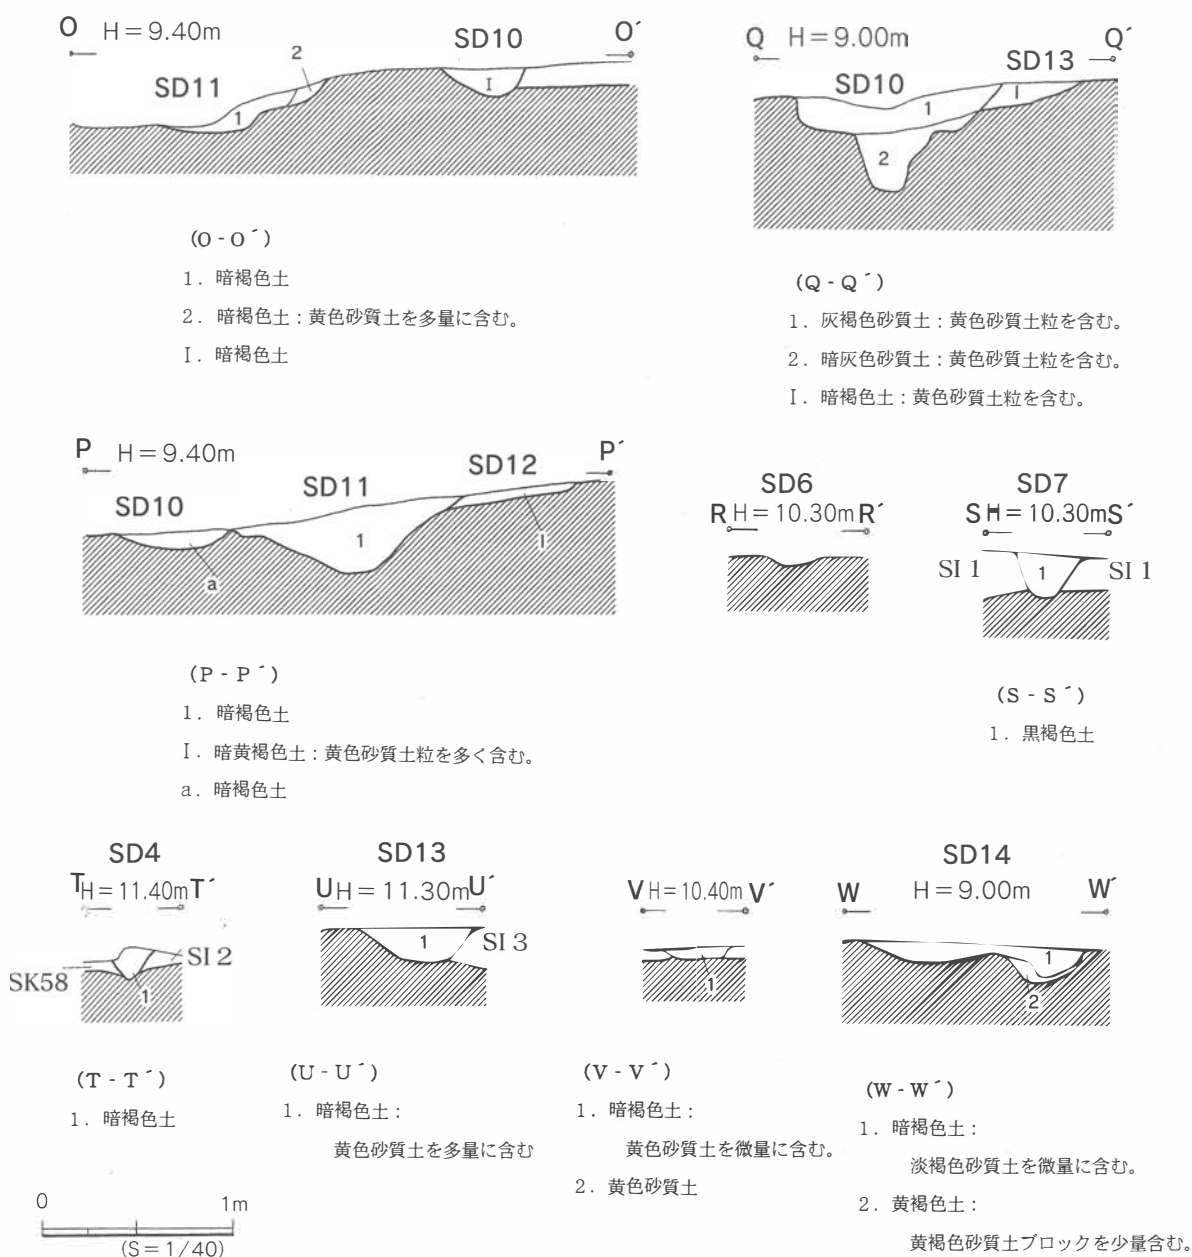 O H＝9.40m SD10 O´
SD11 2
1 I
(O-O´)
1. 暗褐色土
2. 暗褐色土：黄色砂質土を多量に含む。
I. 暗褐色土
Q H＝9.00m Q´
SD10 SD13
1 I
2
(Q-Q´)
1. 灰褐色砂質土：黄色砂質土粒を含む。
2. 暗灰色砂質土：黄色砂質土粒を含む。
I. 暗褐色土：黄色砂質土粒を含む。
P H＝9.40m P´
SD10 SD11 SD12
a 1 I
(P-P´)
1. 暗褐色土
I. 暗黄褐色土：黄色砂質土粒を多く含む。
a. 暗褐色土
SD6
R H＝10.30m R´
SD7
S H＝10.30m S´
SI 1 1 SI 1
(S-S´)
1. 黒褐色土
SD4
T H＝11.40m T´
SI 2
SK58 1
(T-T´)
1. 暗褐色土
SD13
U H＝11.30m U´
1 SI 3
(U-U´)
1. 暗褐色土：
黄色砂質土を多量に含む
V H＝10.40m V´
1
(V-V´)
1. 暗褐色土：
黄色砂質土を微量に含む。
2. 黄色砂質土
SD14
W H＝9.00m W´
1
2
(W-W´)
1. 暗褐色土：
淡褐色砂質土を微量に含む。
2. 黄褐色土：
黄褐色砂質土ブロックを少量含む。
0 1m
(S＝1/40)